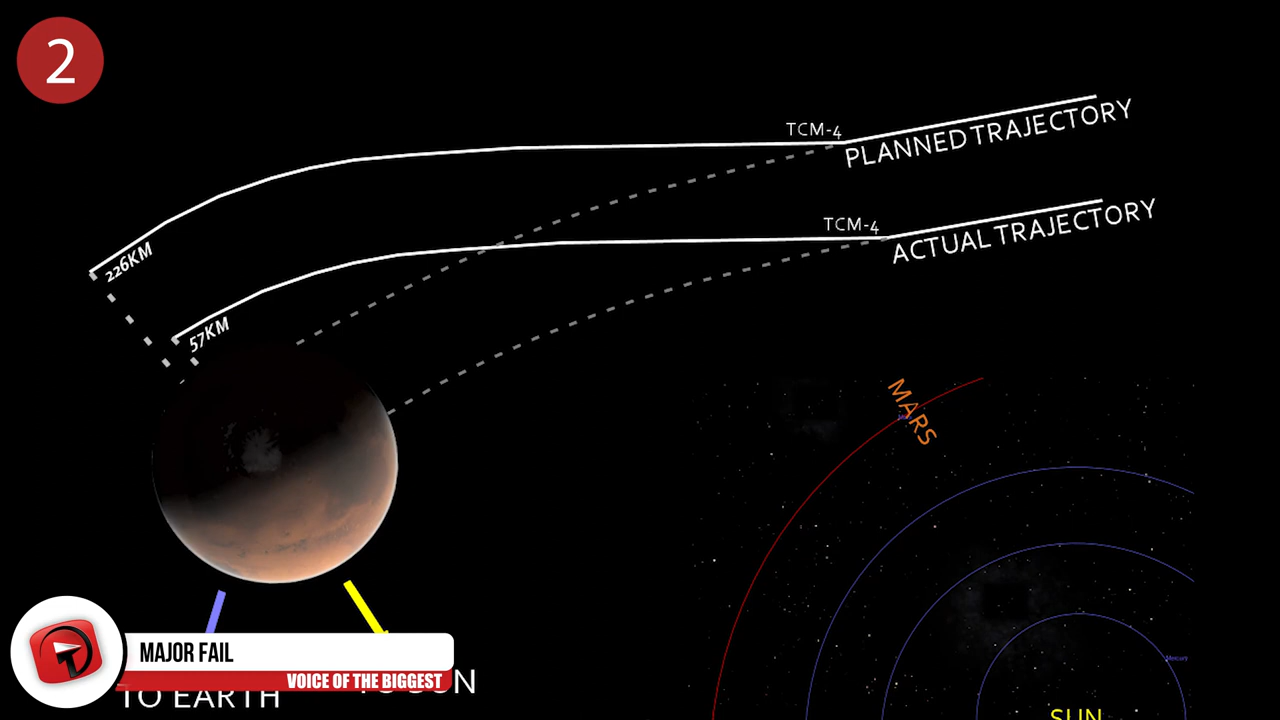 2
TCM-4
PLANNED TRAJECTORY
TCM-4
ACTUAL TRAJECTORY
226KM
57KM
MARS
Mercury
MAJOR FAIL
VOICE OF THE BIGGEST
TO EARTH
SUN